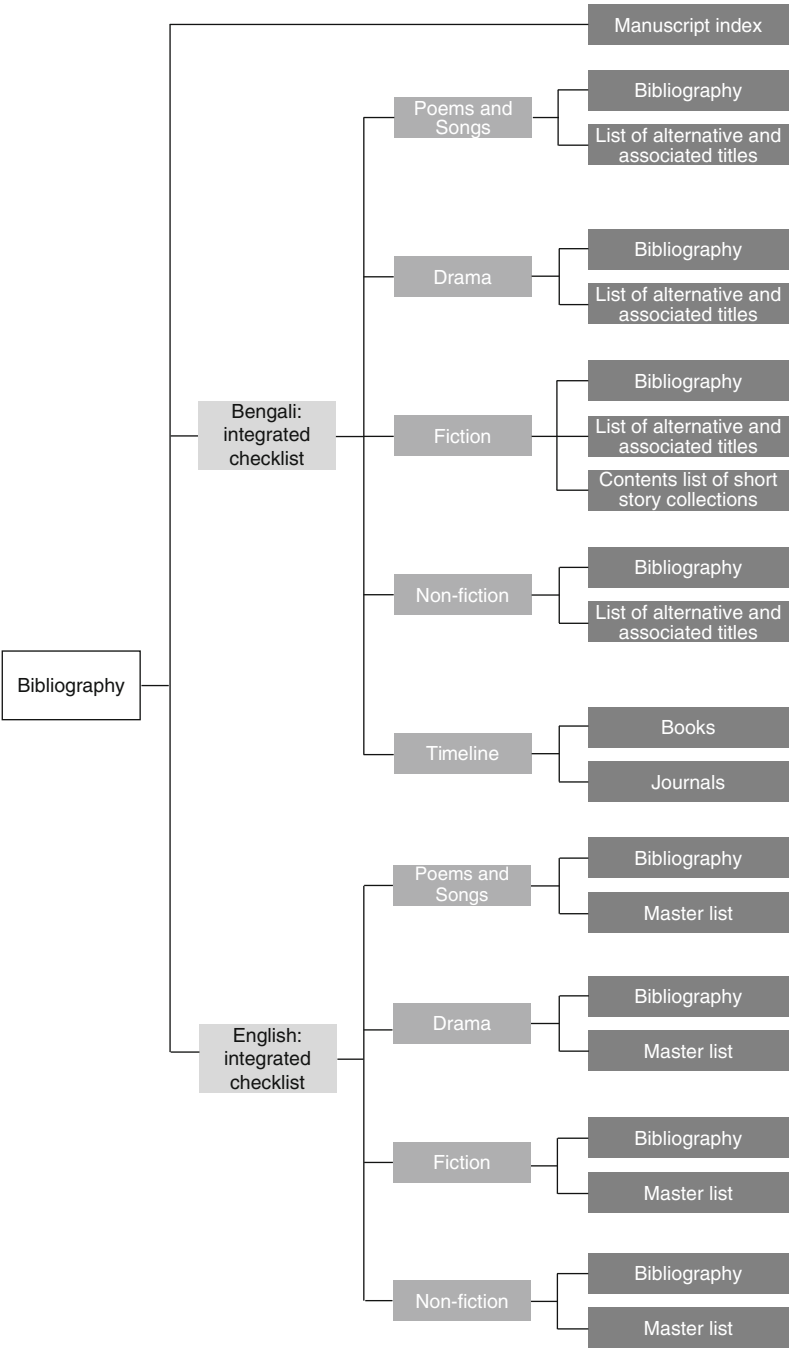 Manuscript index
Poems and
Songs
Bibliography
List of alternative and
associated titles
Drama
Bibliography
List of alternative and
associated titles
Bengali:
integrated
checklist
Fiction
Bibliography
List of alternative and
associated titles
Contents list of short
story collections
Non-fiction
Bibliography
List of alternative and
associated titles
Bibliography
Timeline
Books
Journals
Poems and
Songs
Bibliography
Master list
English:
integrated
checklist
Drama
Bibliography
Master list
Fiction
Bibliography
Master list
Non-fiction
Bibliography
Master list